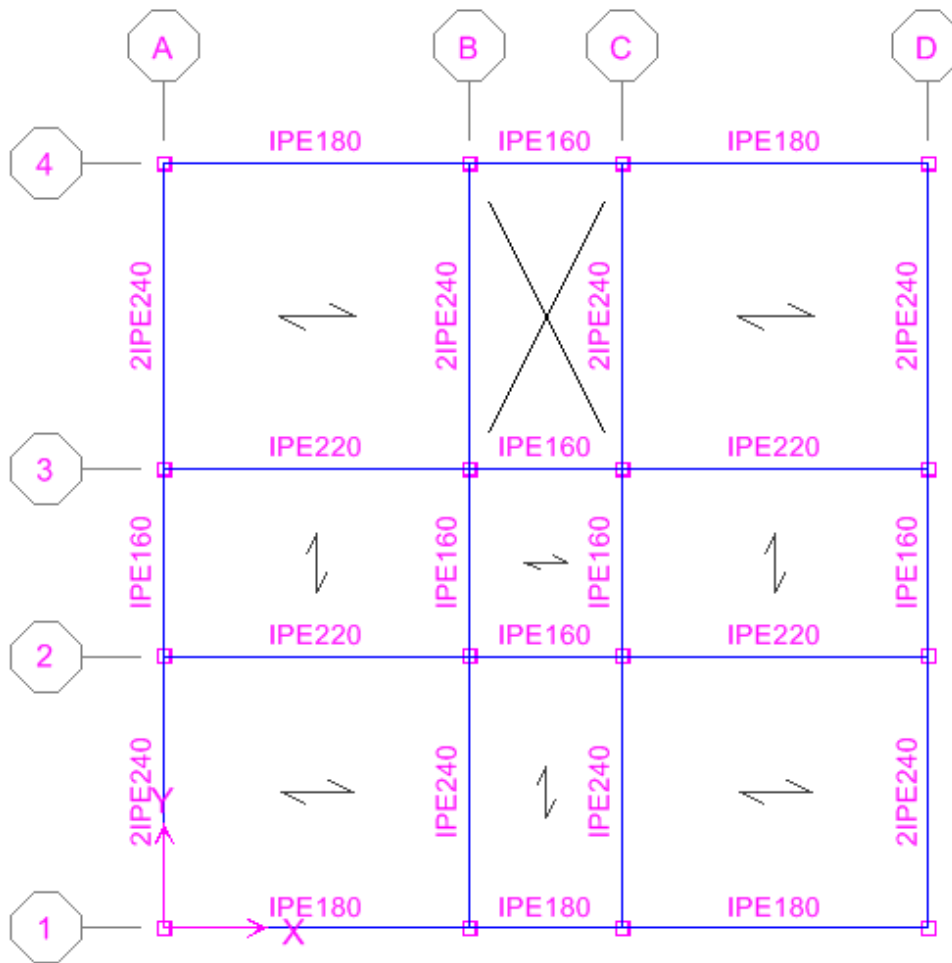 A B C D
4
IPE180 IPE160 IPE180
2IPE240 2IPE240 2IPE240 2IPE240
3
IPE220 IPE160 IPE220
IPE160 IPE160 IPE160 IPE160
2
IPE220 IPE160 IPE220
2IPE240 IPE240 IPE240 2IPE240
Y
1
IPE180 IPE180 IPE180
X